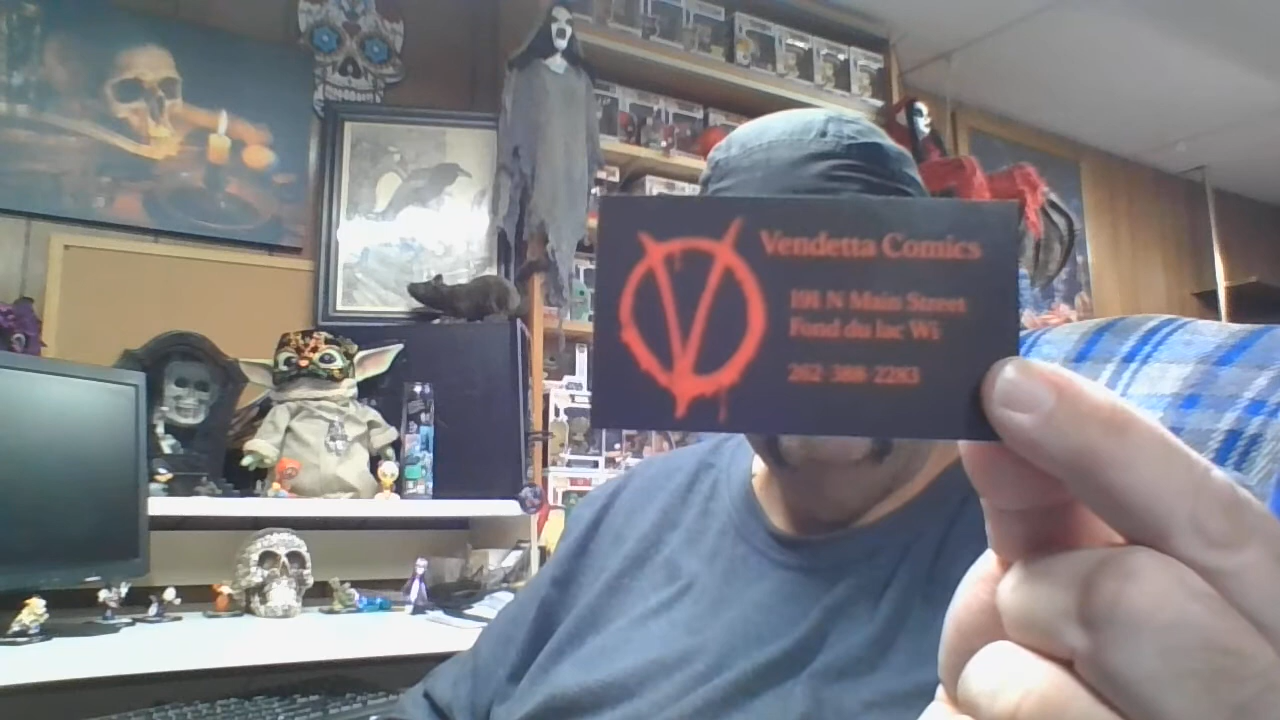 Vendetta Comics
191 N Main Street
Fond du lac Wi
262-388-2283